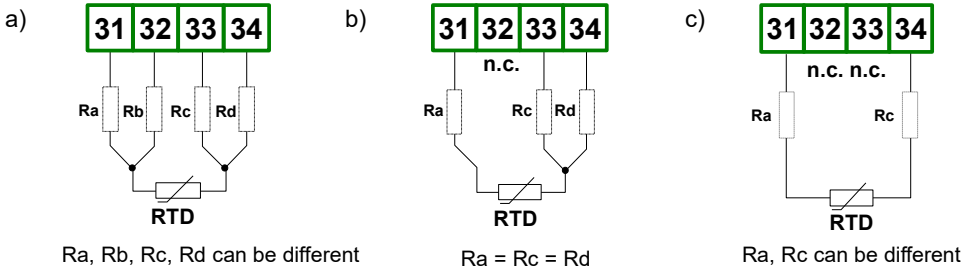 a)
31 32 33 34
Ra Rb Rc Rd
RTD
Ra, Rb, Rc, Rd can be different
b)
31 32 33 34
n.c.
Ra Rc Rd
RTD
Ra = Rc = Rd
c)
31 32 33 34
n.c. n.c.
Ra Rc
RTD
Ra, Rc can be different